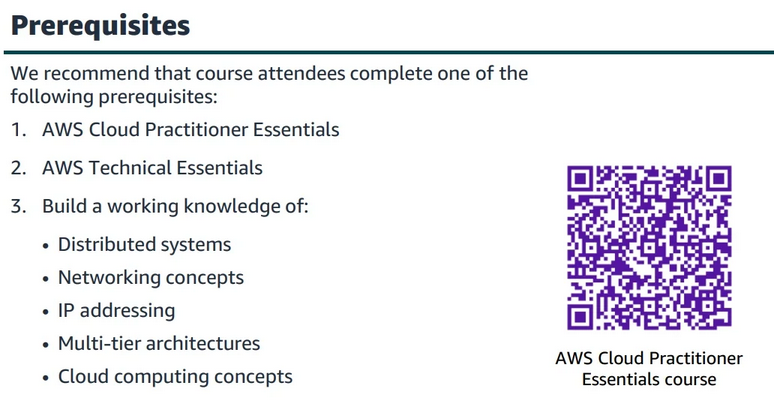 Prerequisites
We recommend that course attendees complete one of the
following prerequisites:
1. AWS Cloud Practitioner Essentials
2. AWS Technical Essentials
3. Build a working knowledge of:
• Distributed systems
• Networking concepts
• IP addressing
• Multi-tier architectures
• Cloud computing concepts
AWS Cloud Practitioner
Essentials course